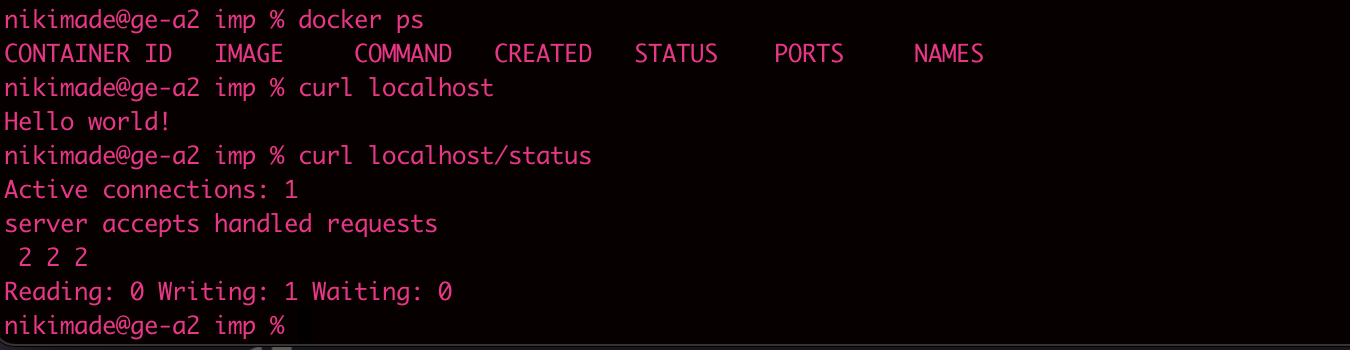 nikimade@ge-a2 imp % docker ps
CONTAINER ID   IMAGE     COMMAND   CREATED   STATUS    PORTS     NAMES
nikimade@ge-a2 imp % curl localhost
Hello world!
nikimade@ge-a2 imp % curl localhost/status
Active connections: 1
server accepts handled requests
 2 2 2
Reading: 0 Writing: 1 Waiting: 0
nikimade@ge-a2 imp %